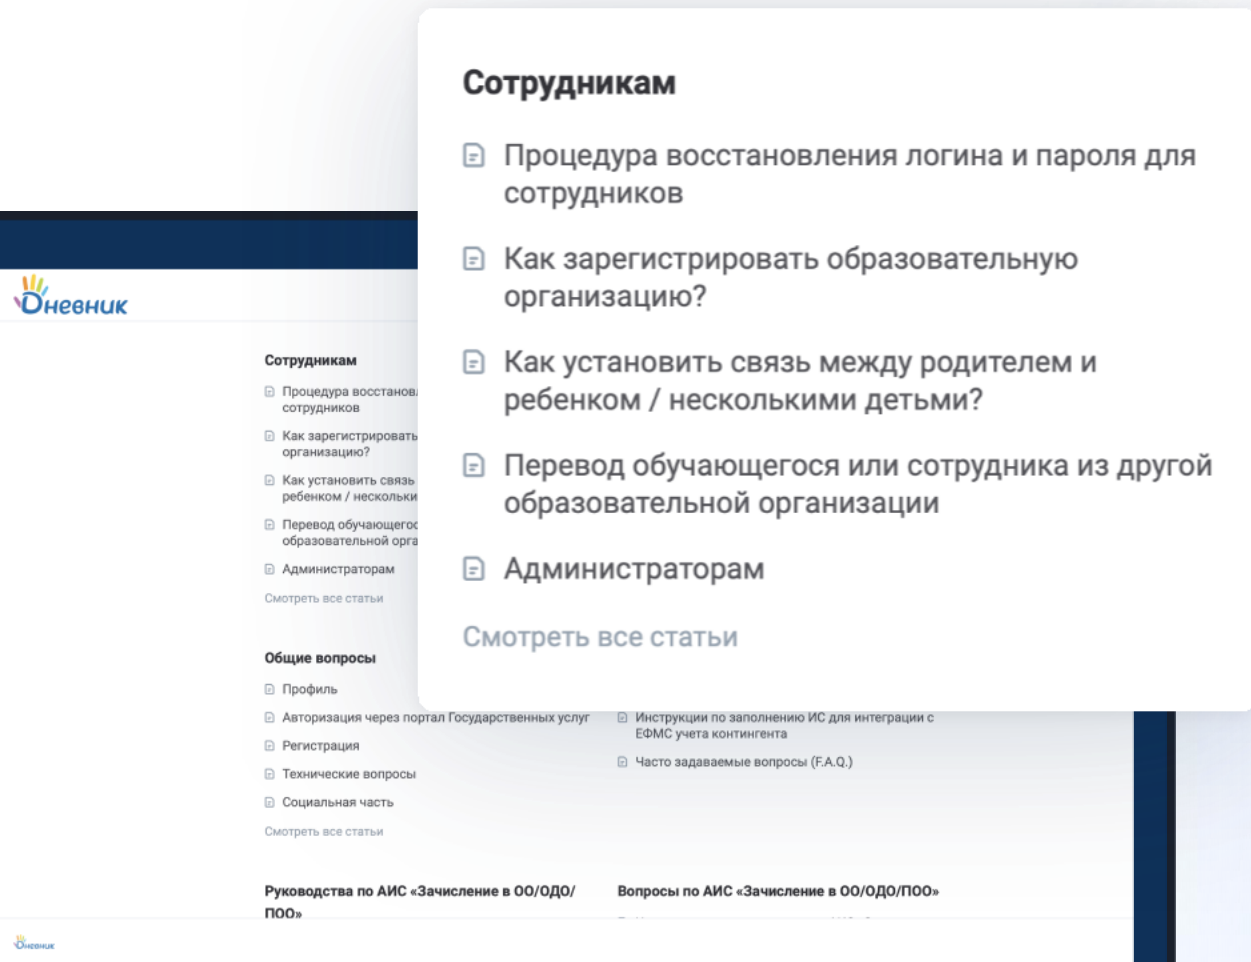 Сотрудникам
Процедура восстановления логина и пароля для
сотрудников
Как зарегистрировать образовательную
организацию?
Как установить связь между родителем и
ребенком / несколькими детьми?
Перевод обучающегося или сотрудника из другой
образовательной организации
Администраторам
Смотреть все статьи
Дневник
Сотрудникам
Процедура
сотрудников
Как зарегистрировать
организацию?
Как установить связь
ребенком /
Перевод
образовательной
Администраторам
Смотреть все статьи
Общие вопросы
Профиль
Авторизация через портал Государственных услуг
Регистрация
Технические вопросы
Социальная часть
Смотреть все статьи
Инструкции по заполнению ИС для интеграции с
ЕФМС учета контингента
Часто задаваемые вопросы (F.A.Q.)
Руководства по АИС «Зачисление в ОО/ОДО/
ПОО»
Вопросы по АИС «Зачисление в ОО/ОДО/ПОО»
Дневник